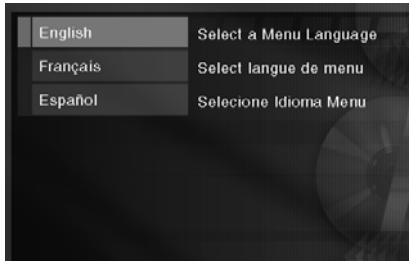 English Select a Menu Language
Français Select langue de menu
Español Selecione Idioma Menu